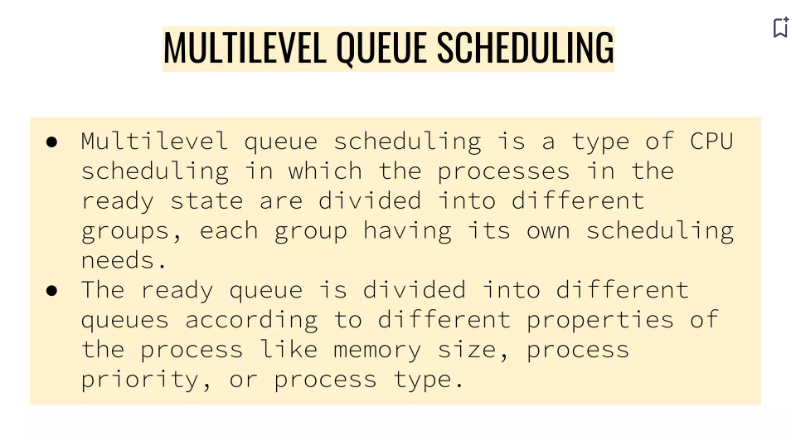 MULTILEVEL QUEUE SCHEDULING
● Multilevel queue scheduling is a type of CPU
scheduling in which the processes in the
ready state are divided into different
groups, each group having its own scheduling
needs.
● The ready queue is divided into different
queues according to different properties of
the process like memory size, process
priority, or process type.